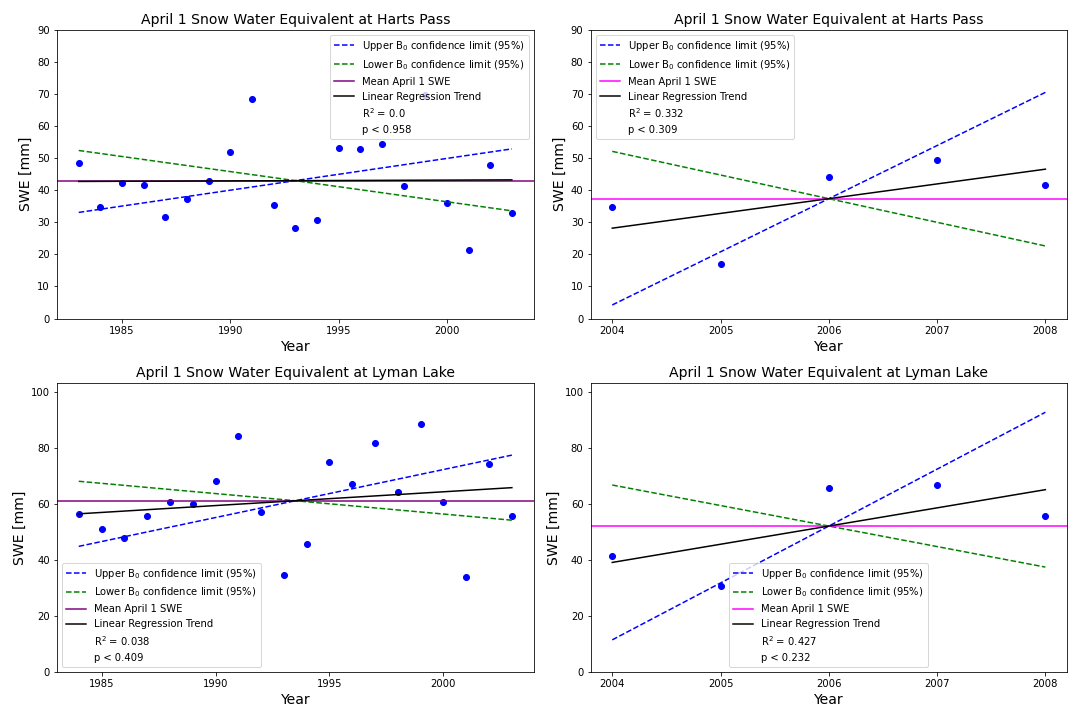 April 1 Snow Water Equivalent at Harts Pass
90
80
70
60
50
40
30
20
10
0
SWE [mm]
Upper B₀ confidence limit (95%)
Lower B₀ confidence limit (95%)
Mean April 1 SWE
Linear Regression Trend
R² = 0.0
p < 0.958
1985 1990 1995 2000
Year
April 1 Snow Water Equivalent at Harts Pass
90
80
70
60
50
40
30
20
10
0
SWE [mm]
Upper B₀ confidence limit (95%)
Lower B₀ confidence limit (95%)
Mean April 1 SWE
Linear Regression Trend
R² = 0.332
p < 0.309
2004 2005 2006 2007 2008
Year
April 1 Snow Water Equivalent at Lyman Lake
100
80
60
40
20
0
SWE [mm]
Upper B₀ confidence limit (95%)
Lower B₀ confidence limit (95%)
Mean April 1 SWE
Linear Regression Trend
R² = 0.038
p < 0.409
1985 1990 1995 2000
Year
April 1 Snow Water Equivalent at Lyman Lake
100
80
60
40
20
0
SWE [mm]
Upper B₀ confidence limit (95%)
Lower B₀ confidence limit (95%)
Mean April 1 SWE
Linear Regression Trend
R² = 0.427
p < 0.232
2004 2005 2006 2007 2008
Year